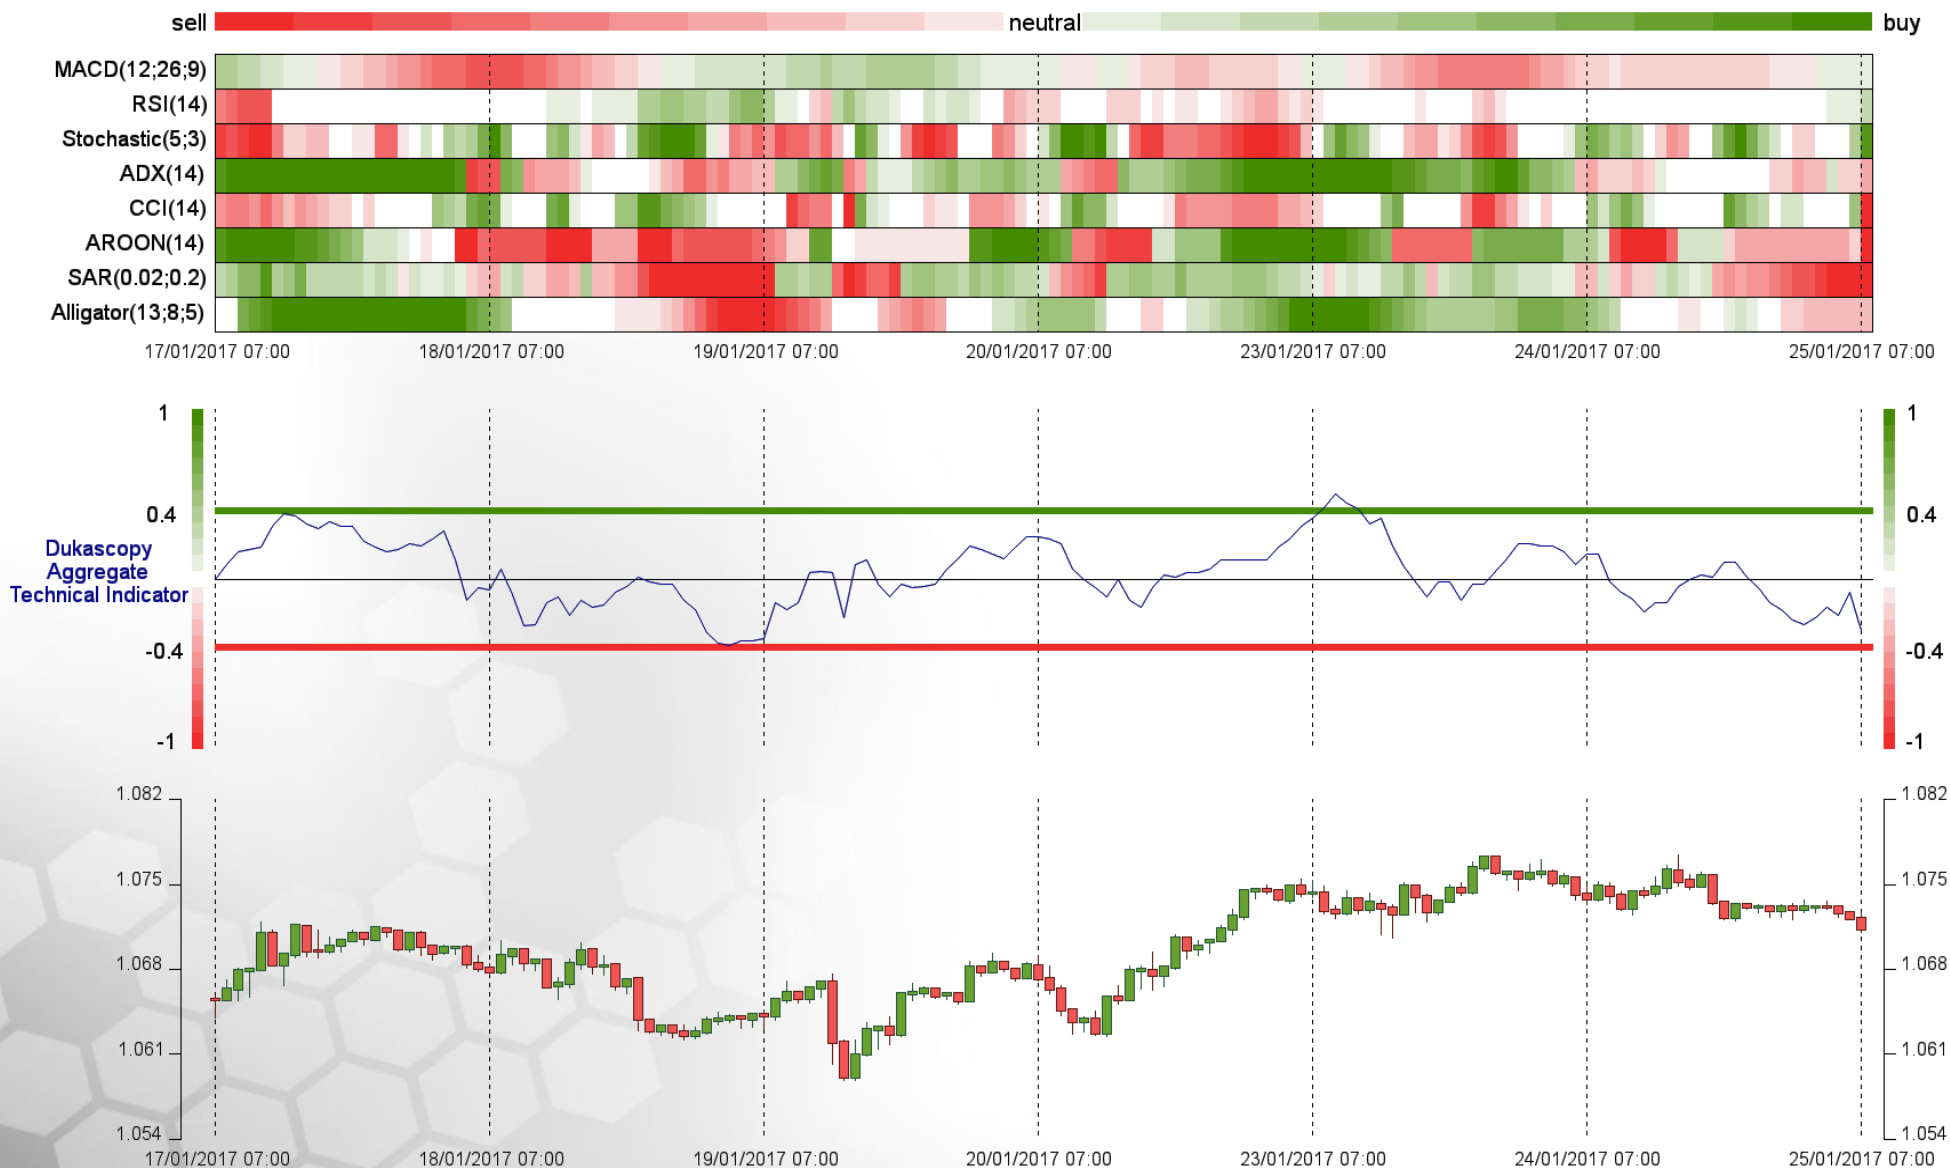 sell neutral buy
MACD(12;26;9)
RSI(14)
Stochastic(5;3)
ADX(14)
CCI(14)
AROON(14)
SAR(0.02;0.2)
Alligator(13;8;5)
17/01/2017 07:00 18/01/2017 07:00 19/01/2017 07:00 20/01/2017 07:00 23/01/2017 07:00 24/01/2017 07:00 25/01/2017 07:00
1 1
0.4 0.4
Dukascopy
Aggregate
Technical Indicator
-0.4 -0.4
-1 -1
1.082 1.082
1.075 1.075
1.068 1.068
1.061 1.061
1.054 1.054
17/01/2017 07:00 18/01/2017 07:00 19/01/2017 07:00 20/01/2017 07:00 23/01/2017 07:00 24/01/2017 07:00 25/01/2017 07:00